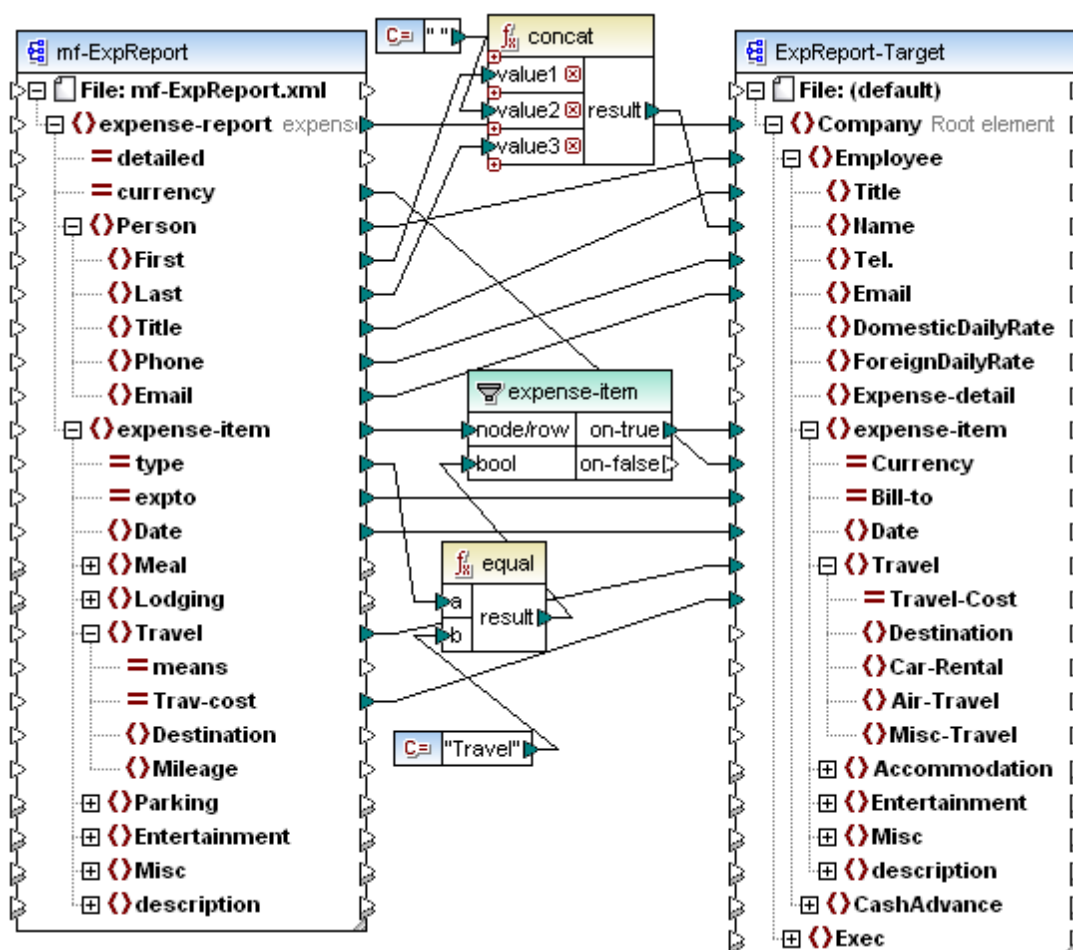 mf-ExpReport
File: mf-ExpReport.xml
expense-report expens
detailed
currency
Person
First
Last
Title
Phone
Email
expense-item
type
expto
Date
Meal
Lodging
Travel
means
Trav-cost
Destination
Mileage
Parking
Entertainment
Misc
description
C= " "
fx concat
value1
value2 result
value3
expense-item
node/row on-true
bool on-false
fx equal
a
result
b
C= "Travel"
ExpReport-Target
File: (default)
Company Root element
Employee
Title
Name
Tel.
Email
DomesticDailyRate
ForeignDailyRate
Expense-detail
expense-item
Currency
Bill-to
Date
Travel
Travel-Cost
Destination
Car-Rental
Air-Travel
Misc-Travel
Accommodation
Entertainment
Misc
description
CashAdvance
Exec